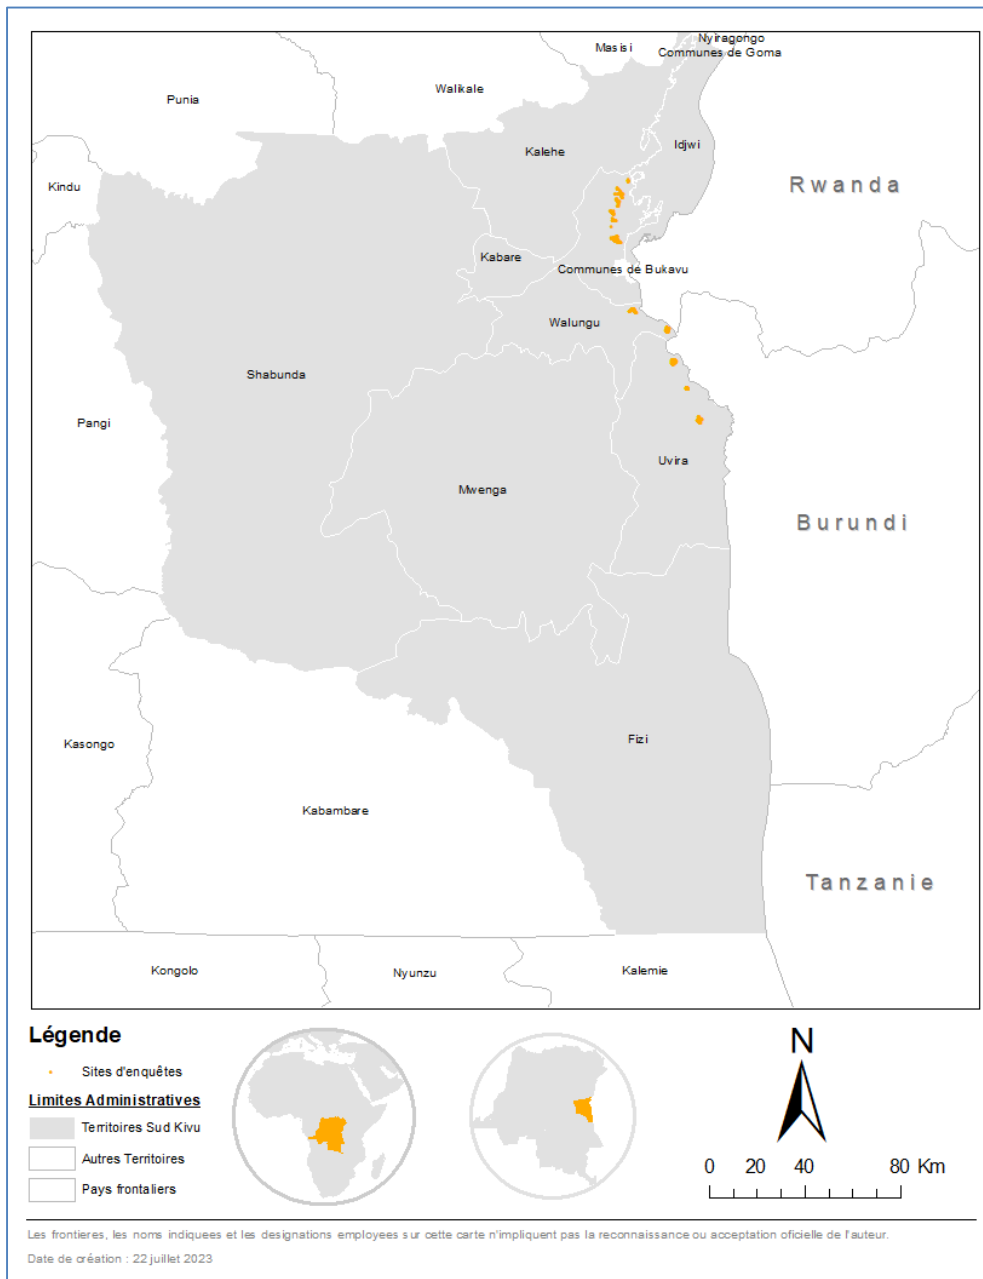 Nyiragongo
Masisi
Communes de Goma
Walikale
Punia
Kalehe
Idjwi
Kindu
Rwanda
Kabare
Communes de Bukavu
Walungu
Shabunda
Pangi
Uvira
Mwenga
Burundi
Fizi
Kasongo
Kabambare
Tanzanie
Kongolo
Nyunzu
Kalemie
Légende
Sites d'enquêtes
Limites Administratives
Territoires Sud Kivu
Autres Territoires
Pays frontaliers
N
0 20 40 80 Km
Les frontieres, les noms indiquees et les designations employees sur cette carte n'impliquent pas la reconnaissance ou acceptation oficielle de l'auteur.
Date de création : 22 juillet 2023